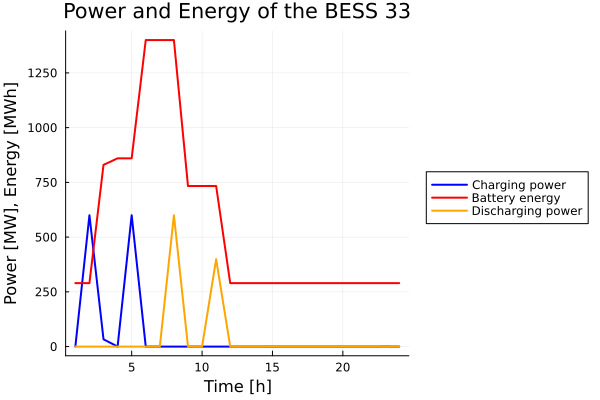 Power and Energy of the BESS 33
Power [MW], Energy [MWh]
1250
1000
750
500
250
0
5
10
15
20
Time [h]
Charging power
Battery energy
Discharging power